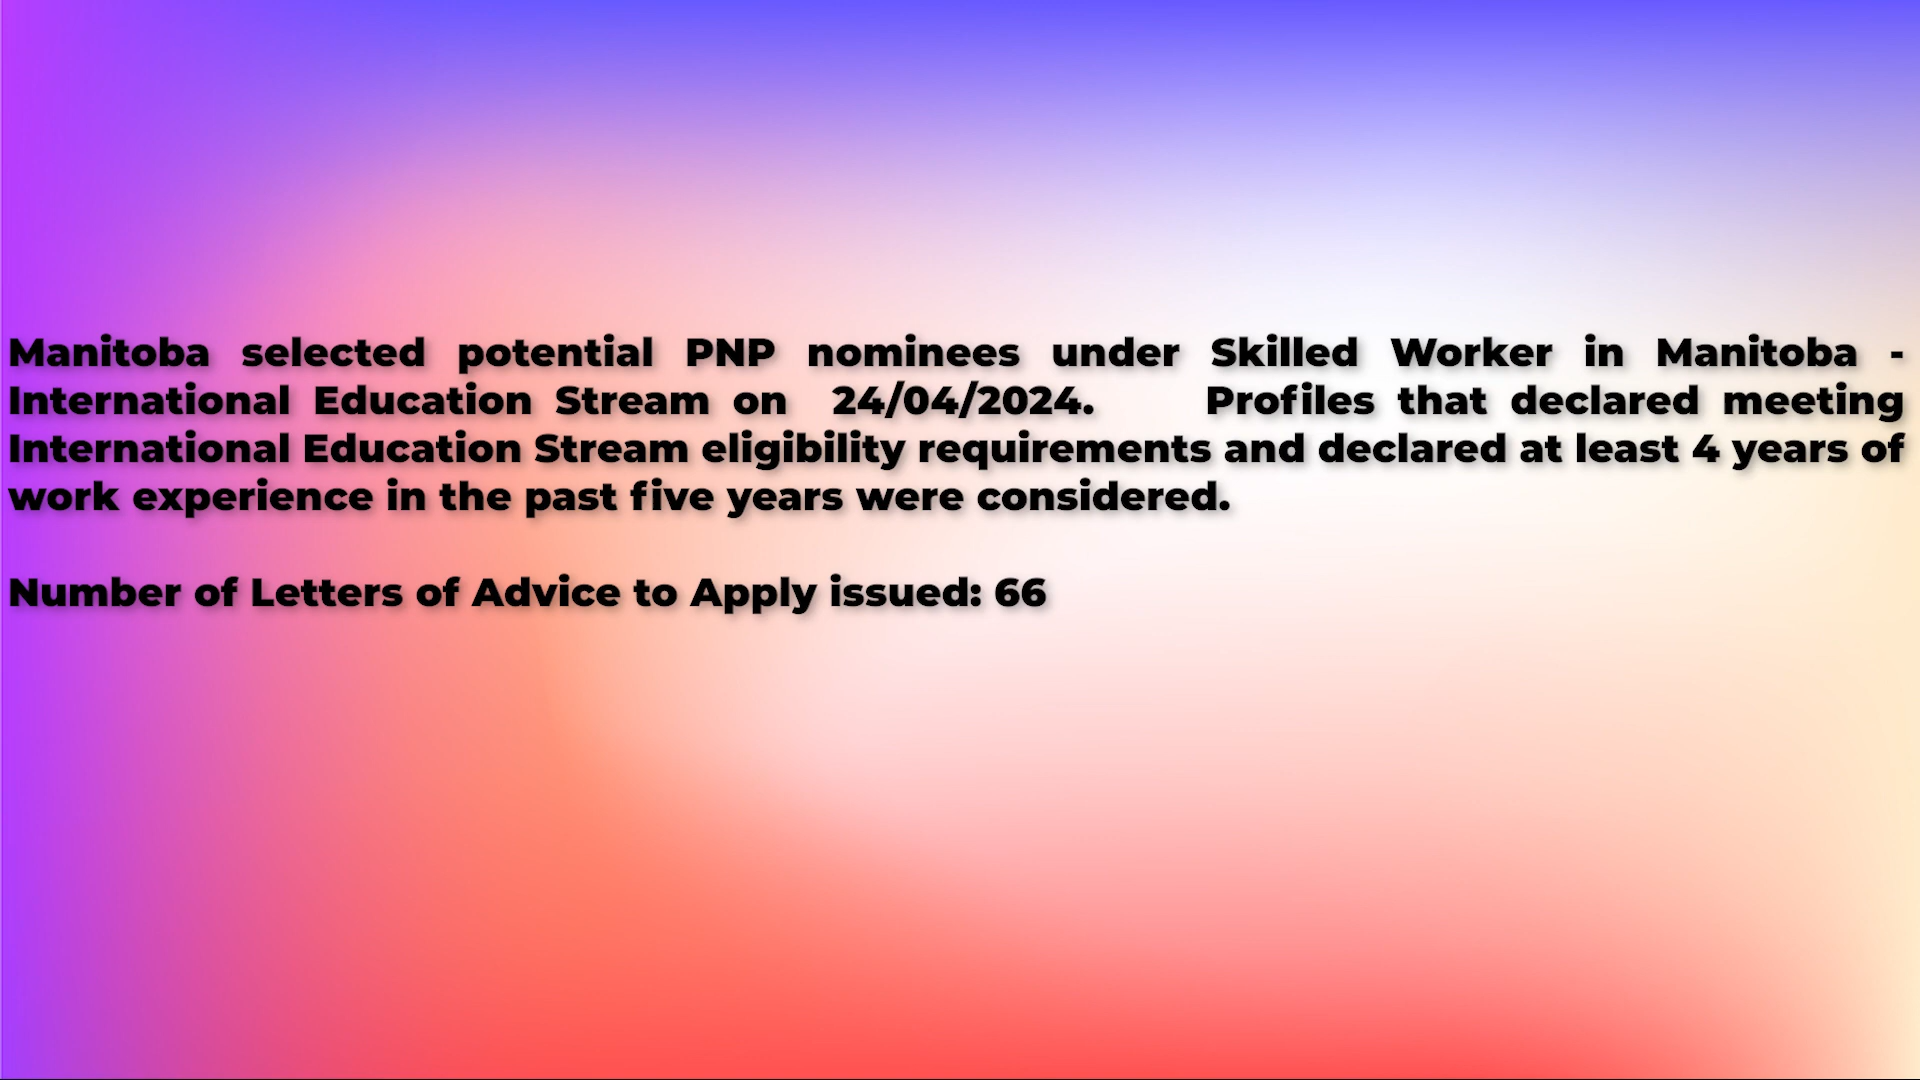 Manitoba selected potential PNP nominees under Skilled Worker in Manitoba -
International Education Stream on 24/04/2024. Profiles that declared meeting
International Education Stream eligibility requirements and declared at least 4 years of
work experience in the past five years were considered.
Number of Letters of Advice to Apply issued: 66